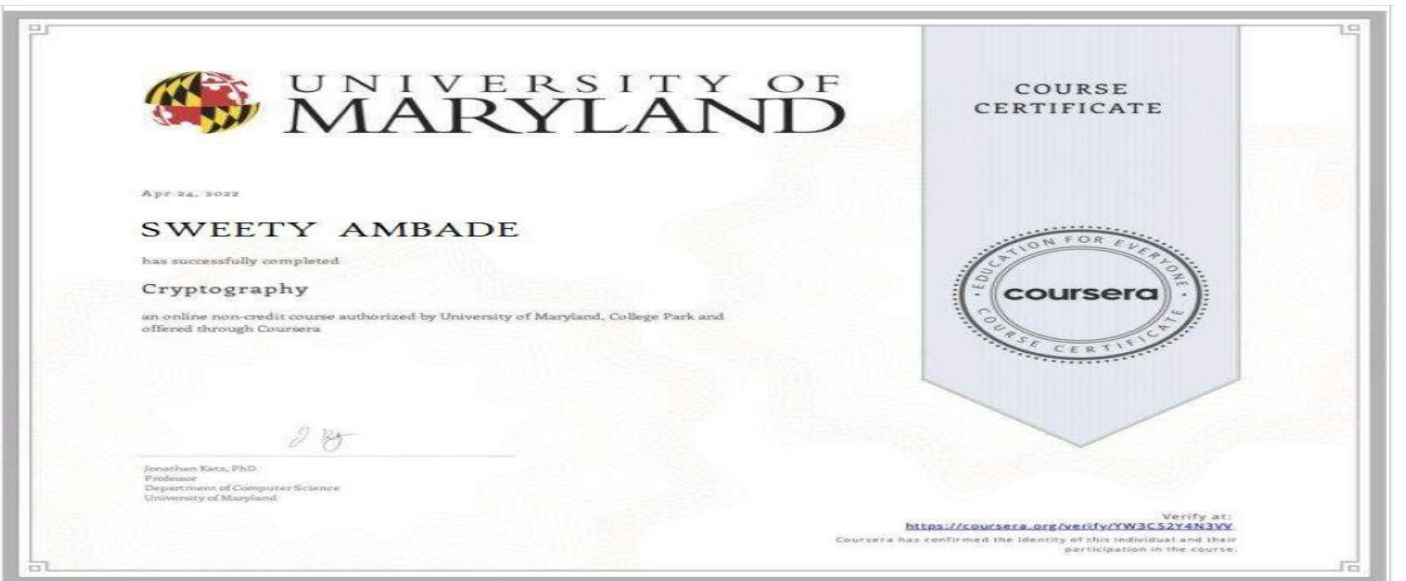 UNIVERSITY OF
MARYLAND
COURSE
CERTIFICATE
Apr 24, 2022
SWEETY AMBADE
has successfully completed
Cryptography
an online non-credit course authorized by University of Maryland, College Park and
offered through Coursera
EDUCATION FOR EVERYONE
coursera
COURSE CERTIFICATE
Jonathan Katz, PhD
Professor
Department of Computer Science
University of Maryland
Verify at:
https://coursera.org/verify/YW3C52Y4N3VV
Coursera has confirmed the identity of this individual and their
participation in the course.